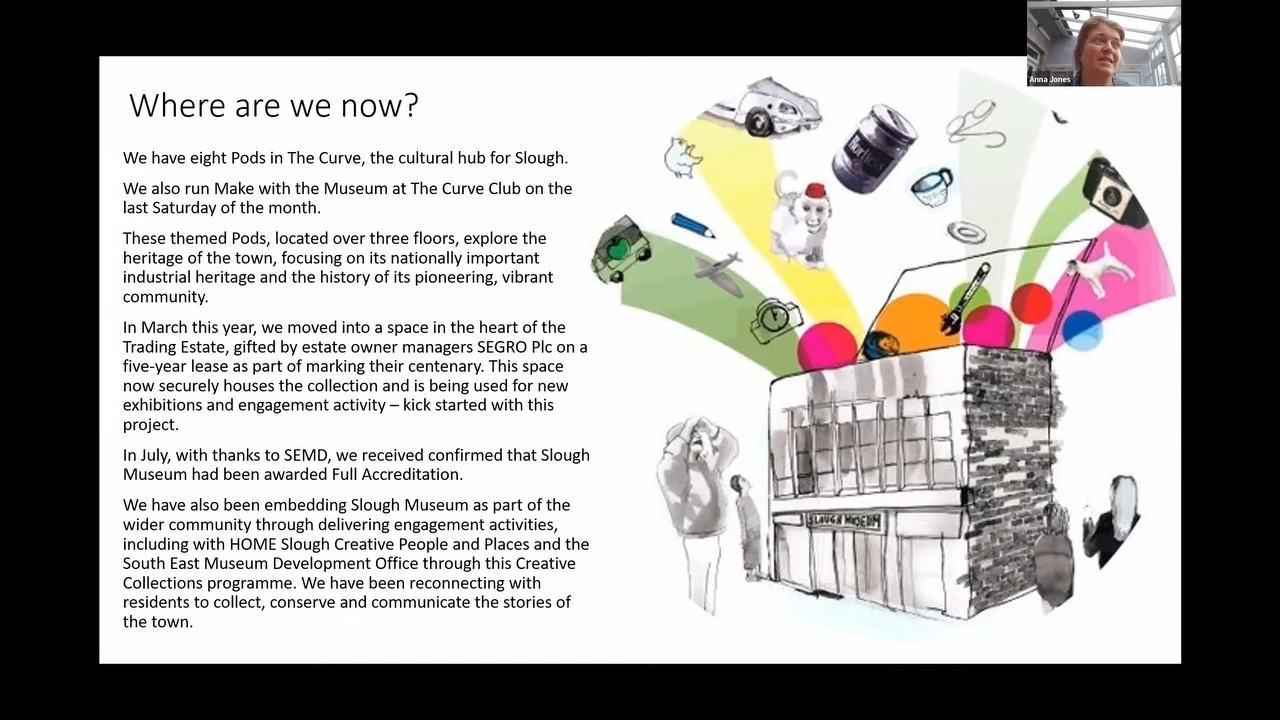 Anna Jones
Where are we now?
We have eight Pods in The Curve, the cultural hub for Slough.
We also run Make with the Museum at The Curve Club on the
last Saturday of the month.
These themed Pods, located over three floors, explore the
heritage of the town, focusing on its nationally important
industrial heritage and the history of its pioneering, vibrant
community.
In March this year, we moved into a space in the heart of the
Trading Estate, gifted by estate owner managers SEGRO Plc on a
five-year lease as part of marking their centenary. This space
now securely houses the collection and is being used for new
exhibitions and engagement activity – kick started with this
project.
In July, with thanks to SEMD, we received confirmed that Slough
Museum had been awarded Full Accreditation.
We have also been embedding Slough Museum as part of the
wider community through delivering engagement activities,
including with HOME Slough Creative People and Places and the
South East Museum Development Office through this Creative
Collections programme. We have been reconnecting with
residents to collect, conserve and communicate the stories of
the town.
SLOUGH MUSEUM